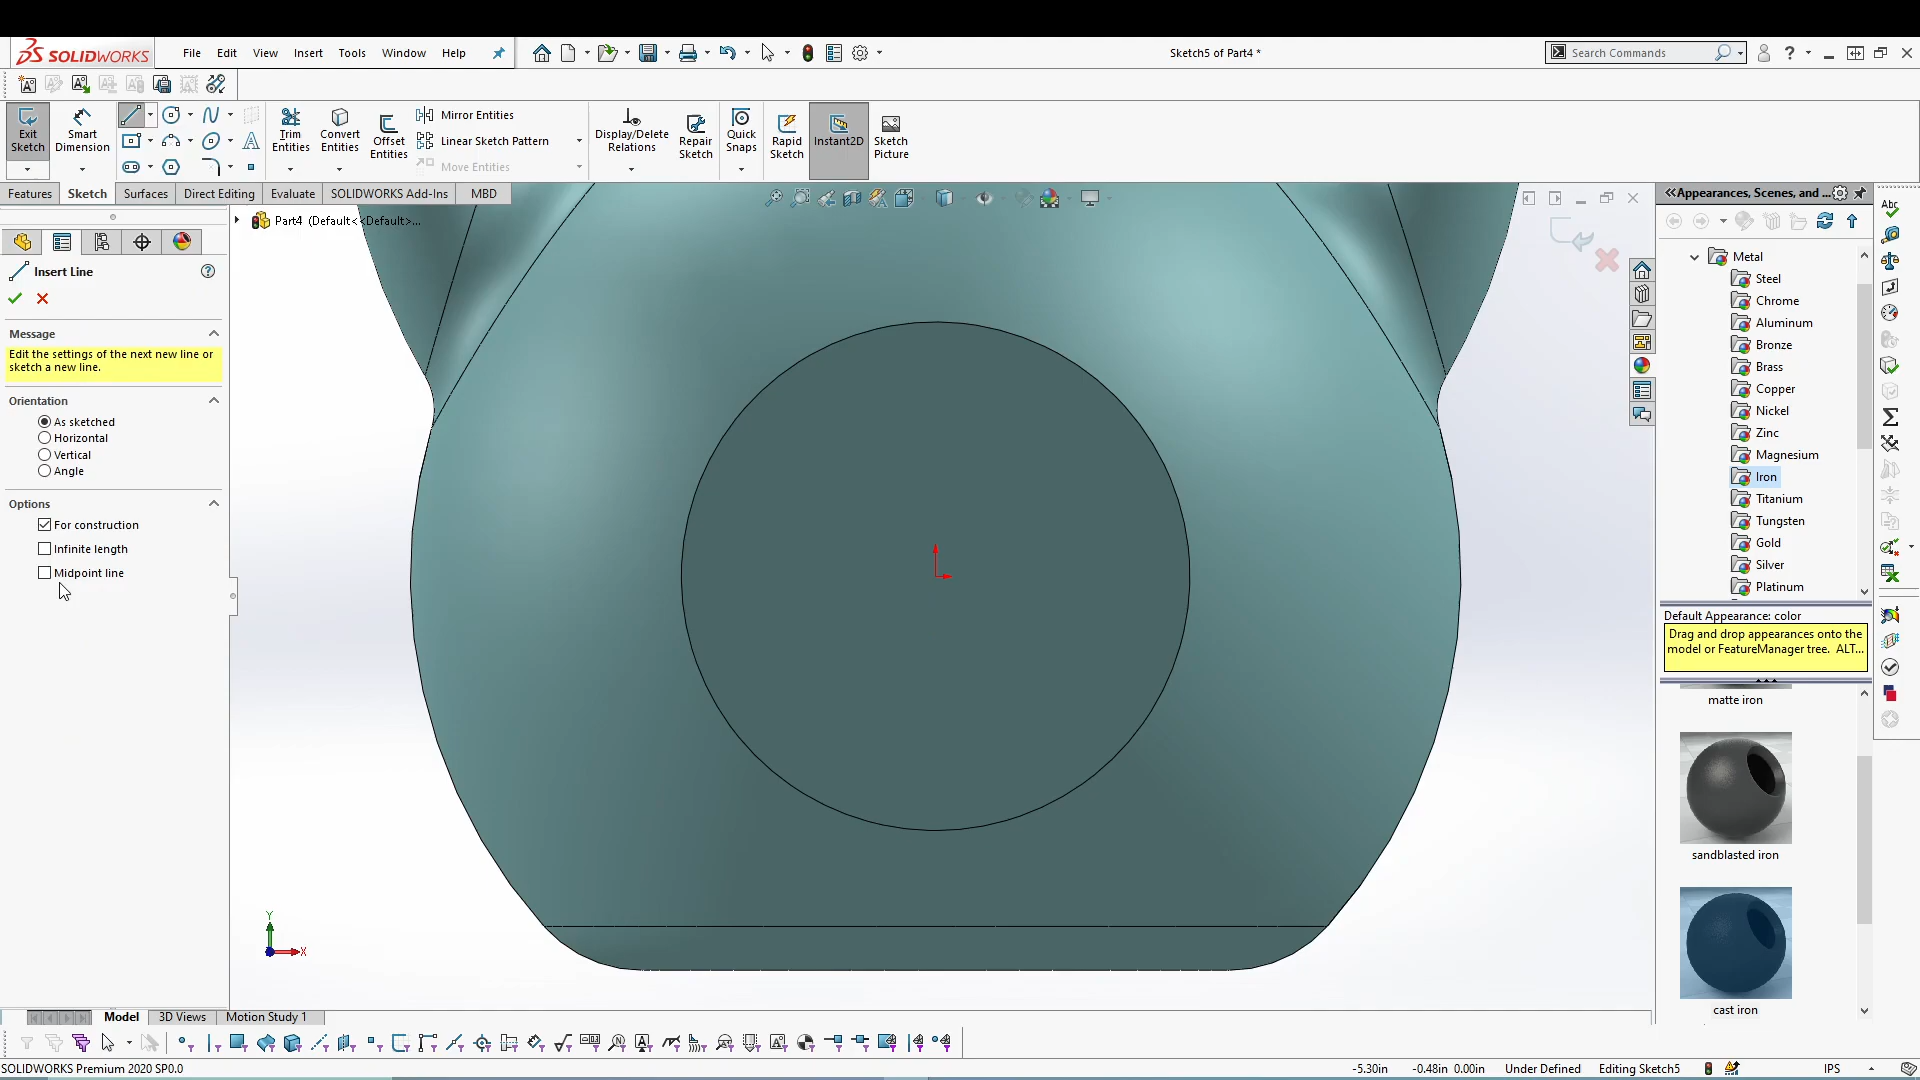 SOLIDWORKS
File Edit View Insert Tools Window Help
Sketch5 of Part4 *
Search Commands
Exit Sketch
Smart Dimension
Trim Entities
Convert Entities
Offset Entities
Mirror Entities
Linear Sketch Pattern
Move Entities
Display/Delete Relations
Repair Sketch
Quick Snaps
Rapid Sketch
Instant2D
Sketch Picture
Features Sketch Surfaces Direct Editing Evaluate SOLIDWORKS Add-Ins MBD
Part4 (Default<<Default>...
Insert Line
Message
Edit the settings of the next new line or
sketch a new line.
Orientation
As sketched
Horizontal
Vertical
Angle
Options
For construction
Infinite length
Midpoint line
Y
X
Appearances, Scenes, and ...
Metal
Steel
Chrome
Aluminum
Bronze
Brass
Copper
Nickel
Zinc
Magnesium
Iron
Titanium
Tungsten
Gold
Silver
Platinum
Default Appearance: color
Drag and drop appearances onto the
model or FeatureManager tree. ALT...
matte iron
sandblasted iron
cast iron
Model 3D Views Motion Study 1
SOLIDWORKS Premium 2020 SP0.0
-5.30in -0.48in 0.00in Under Defined Editing Sketch5 IPS